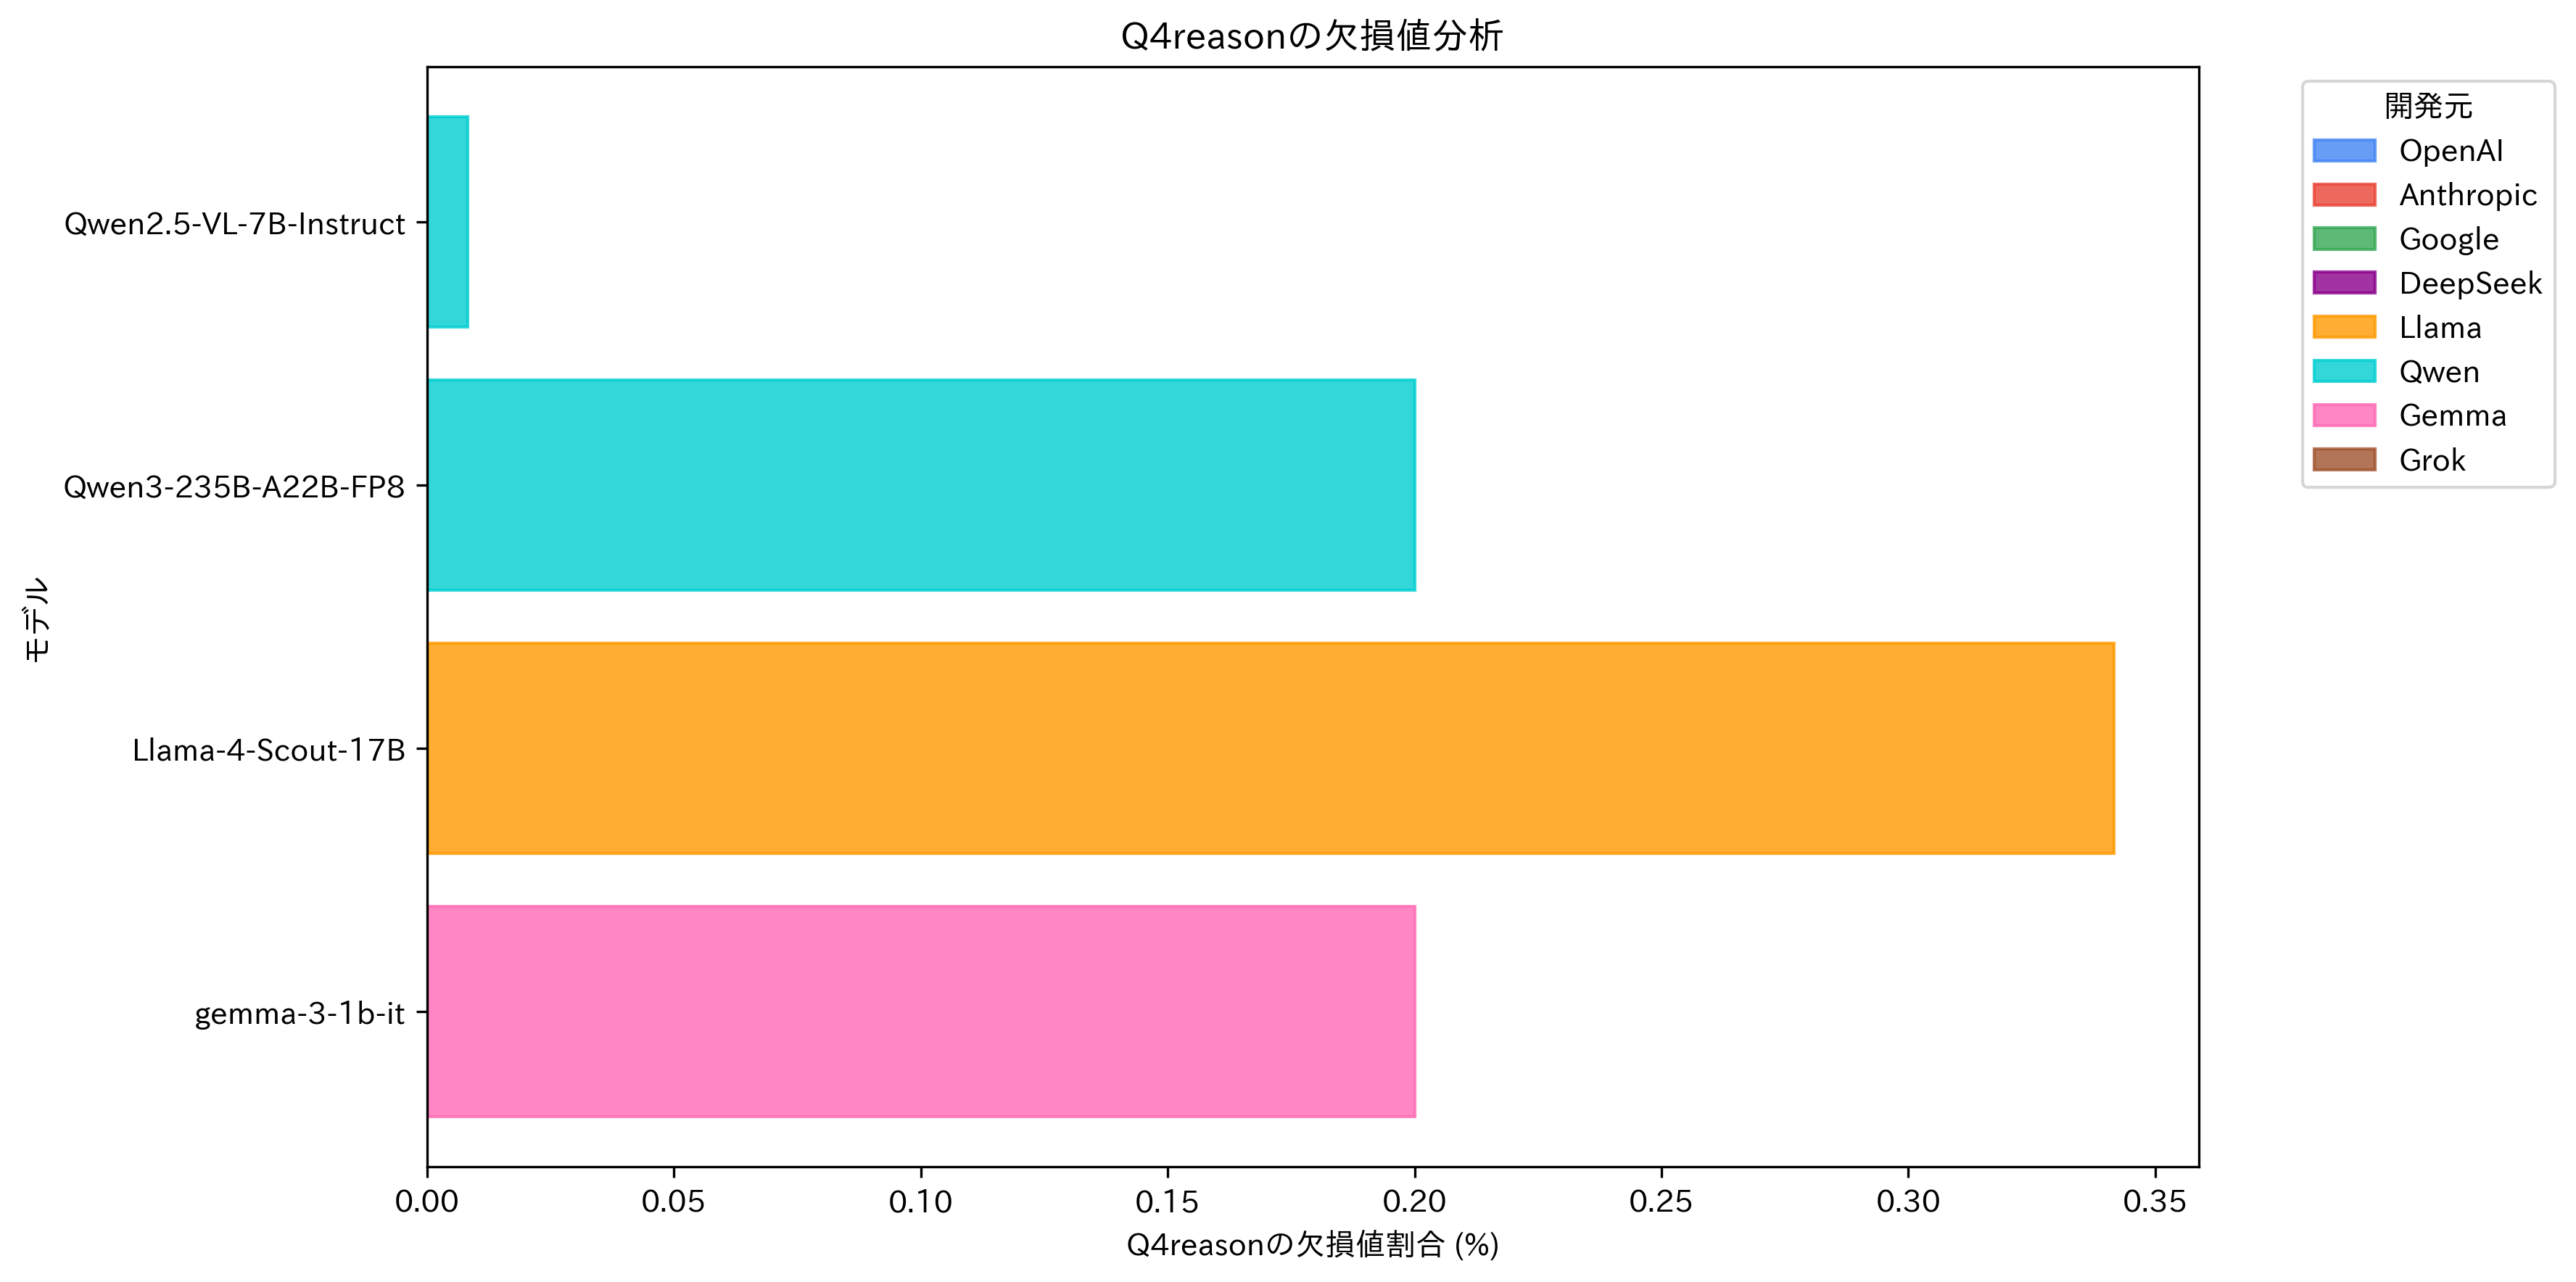 Q4reasonの欠損値分析
開発元
OpenAI
Anthropic
Google
DeepSeek
Llama
Qwen
Gemma
Grok
モデル
Qwen2.5-VL-7B-Instruct
Qwen3-235B-A22B-FP8
Llama-4-Scout-17B
gemma-3-1b-it
0.00 0.05 0.10 0.15 0.20 0.25 0.30 0.35
Q4reasonの欠損値割合 (%)